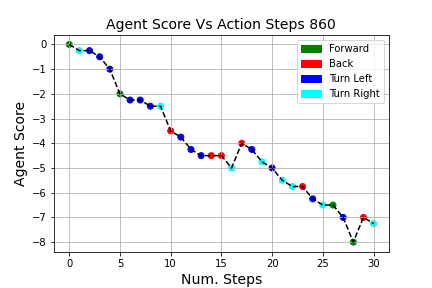 Agent Score Vs Action Steps 860
Forward
Back
Turn Left
Turn Right
Agent Score
0
−1
−2
−3
−4
−5
−6
−7
−8
0 5 10 15 20 25 30
Num. Steps